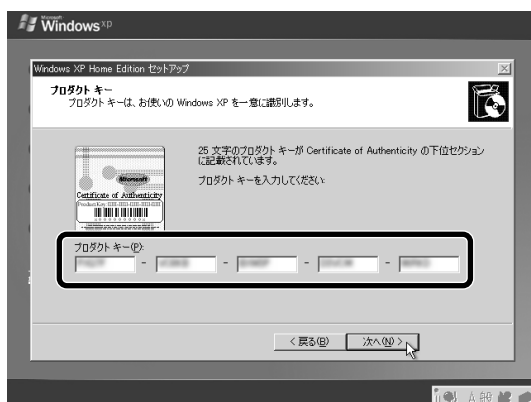 Microsoft
Windows xp
Windows XP Home Edition セットアップ
プロダクト キー
プロダクト キーは、お使いの Windows XP を一意に識別します。
25 文字のプロダクト キーが Certificate of Authenticity の下位セクション
に記載されています。
プロダクト キーを入力してください:
Microsoft
Certificate of Authenticity
プロダクト キー(P):
- - - -
< 戻る(B)
次へ(N) >
A 般